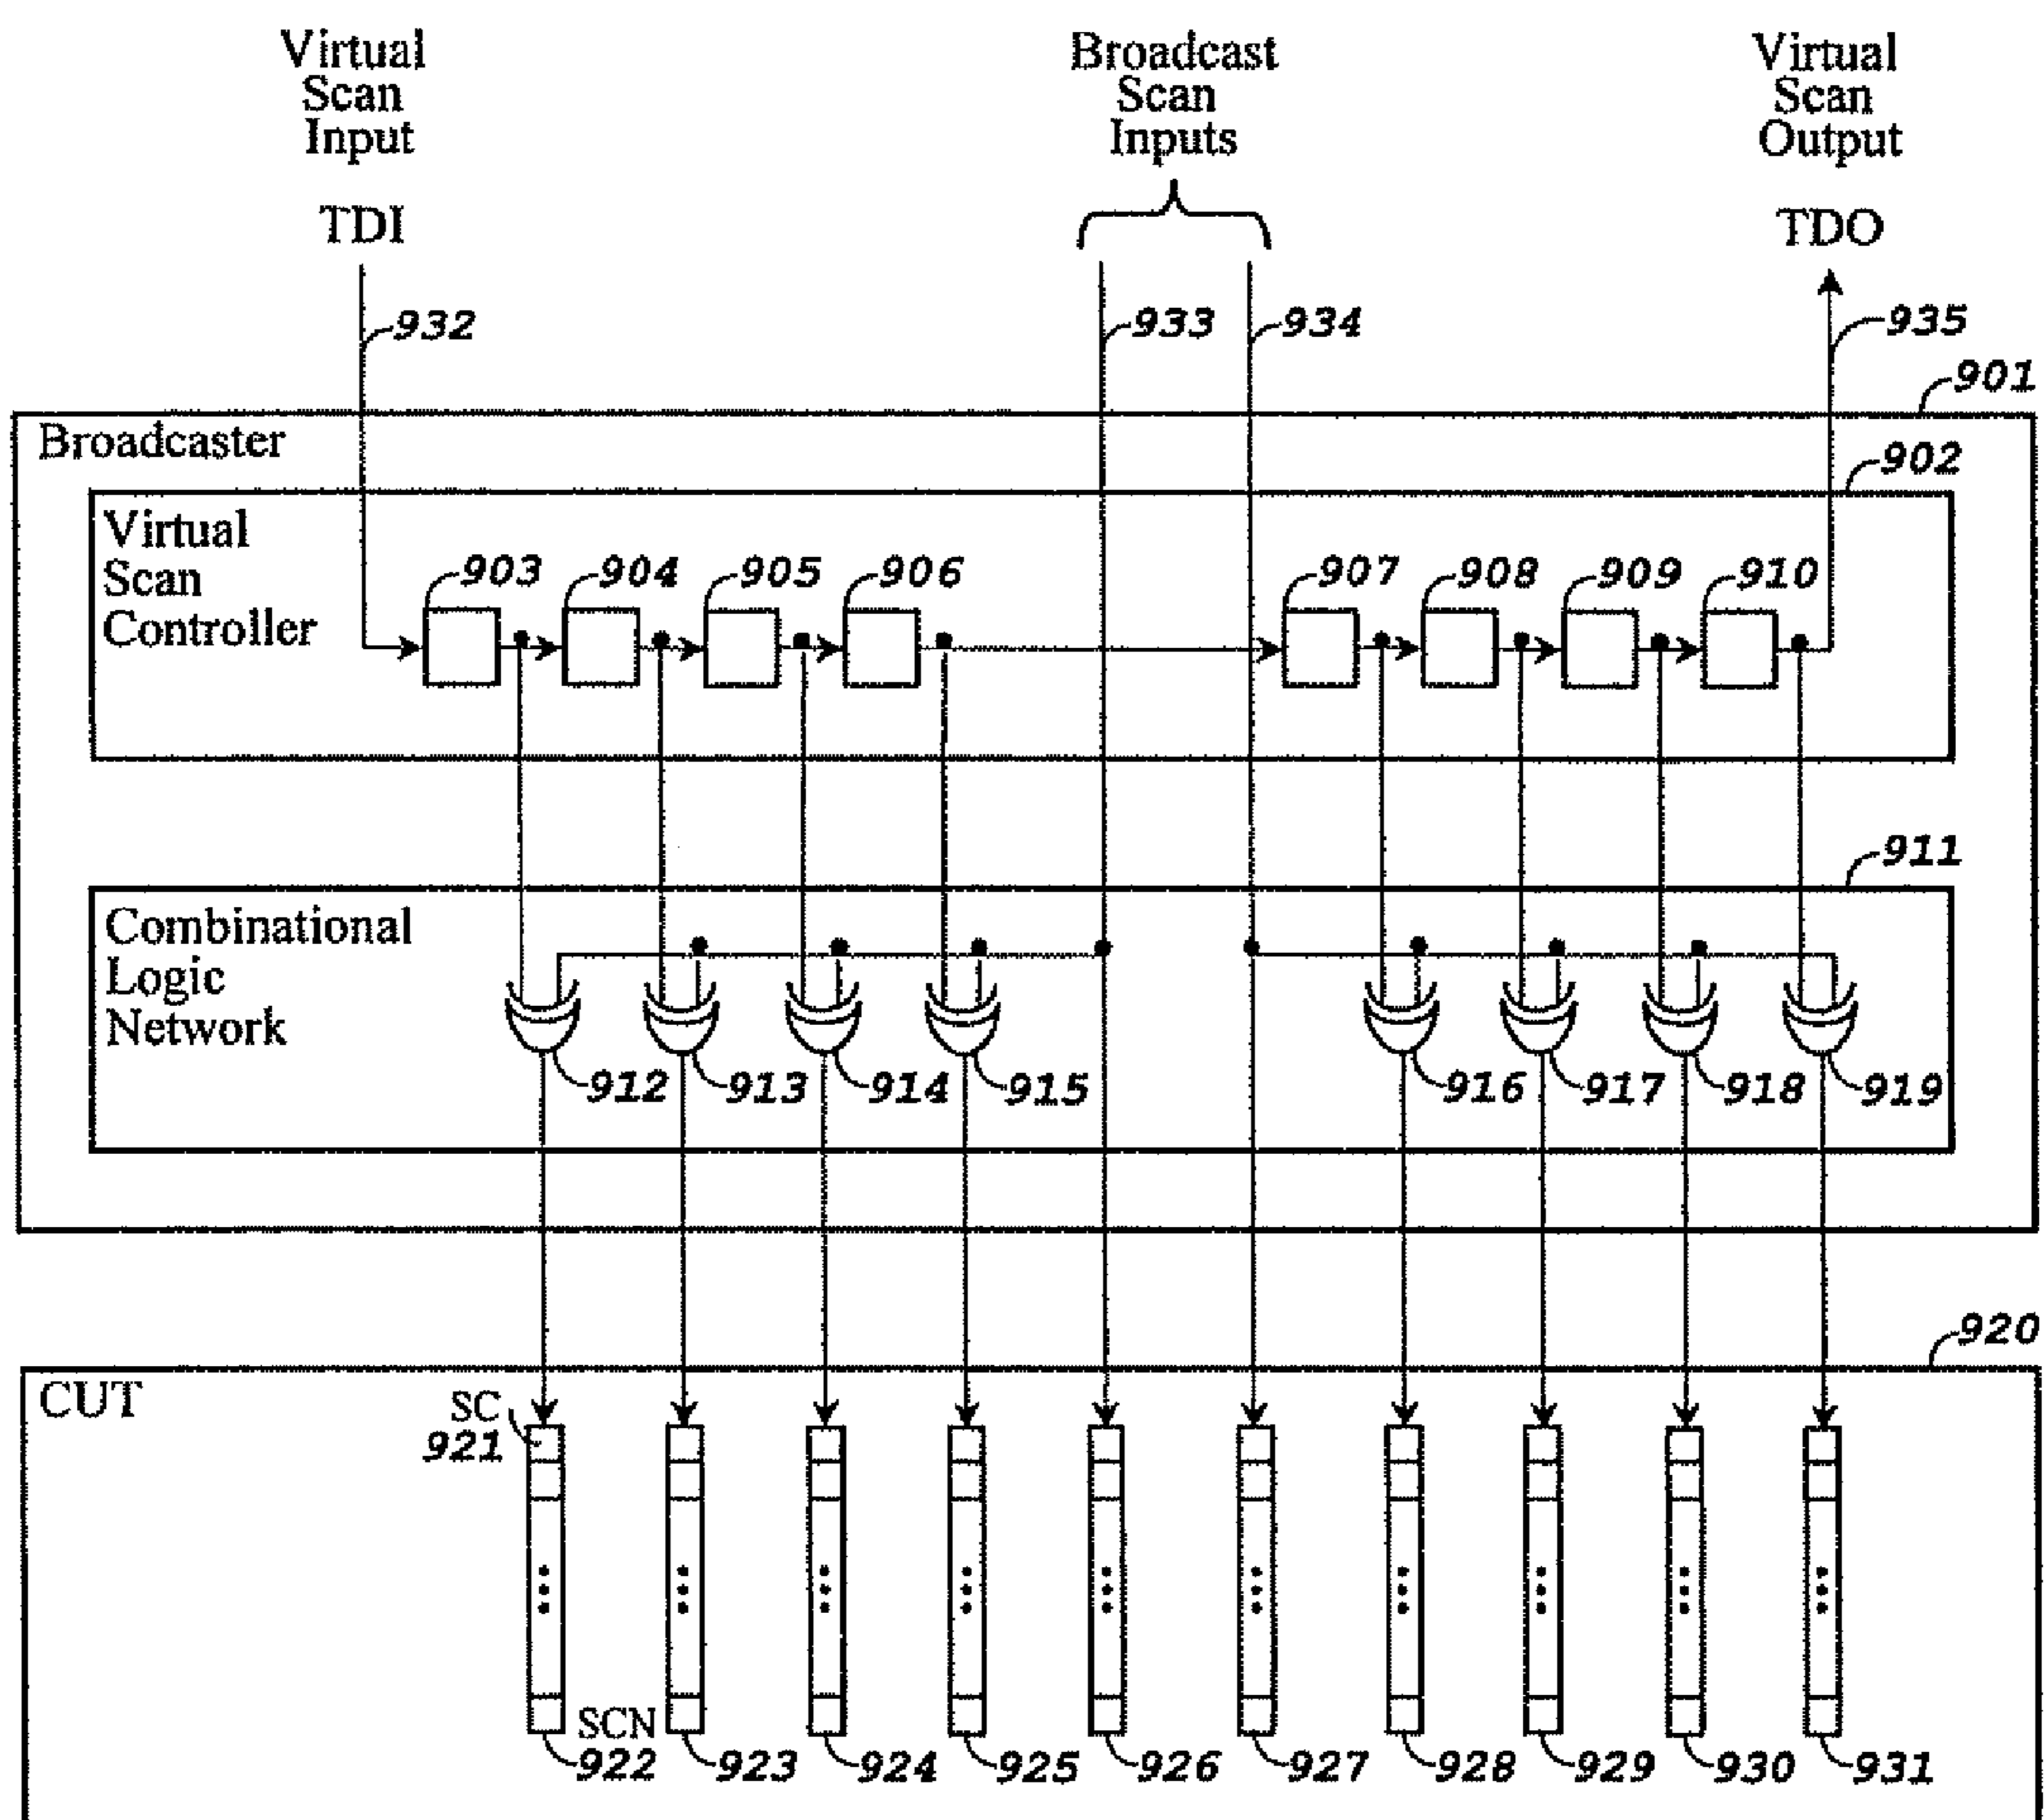 Virtual
Scan
Input
Broadcast
Scan
Inputs
Virtual
Scan
Output
TDI
TDO
932
933
934
935
901
Broadcaster
902
Virtual
Scan
Controller
903
904
905
906
907
908
909
910
911
Combinational
Logic
Network
912
913
914
915
916
917
918
919
920
CUT
SC
921
SCN
922
923
924
925
926
927
928
929
930
931